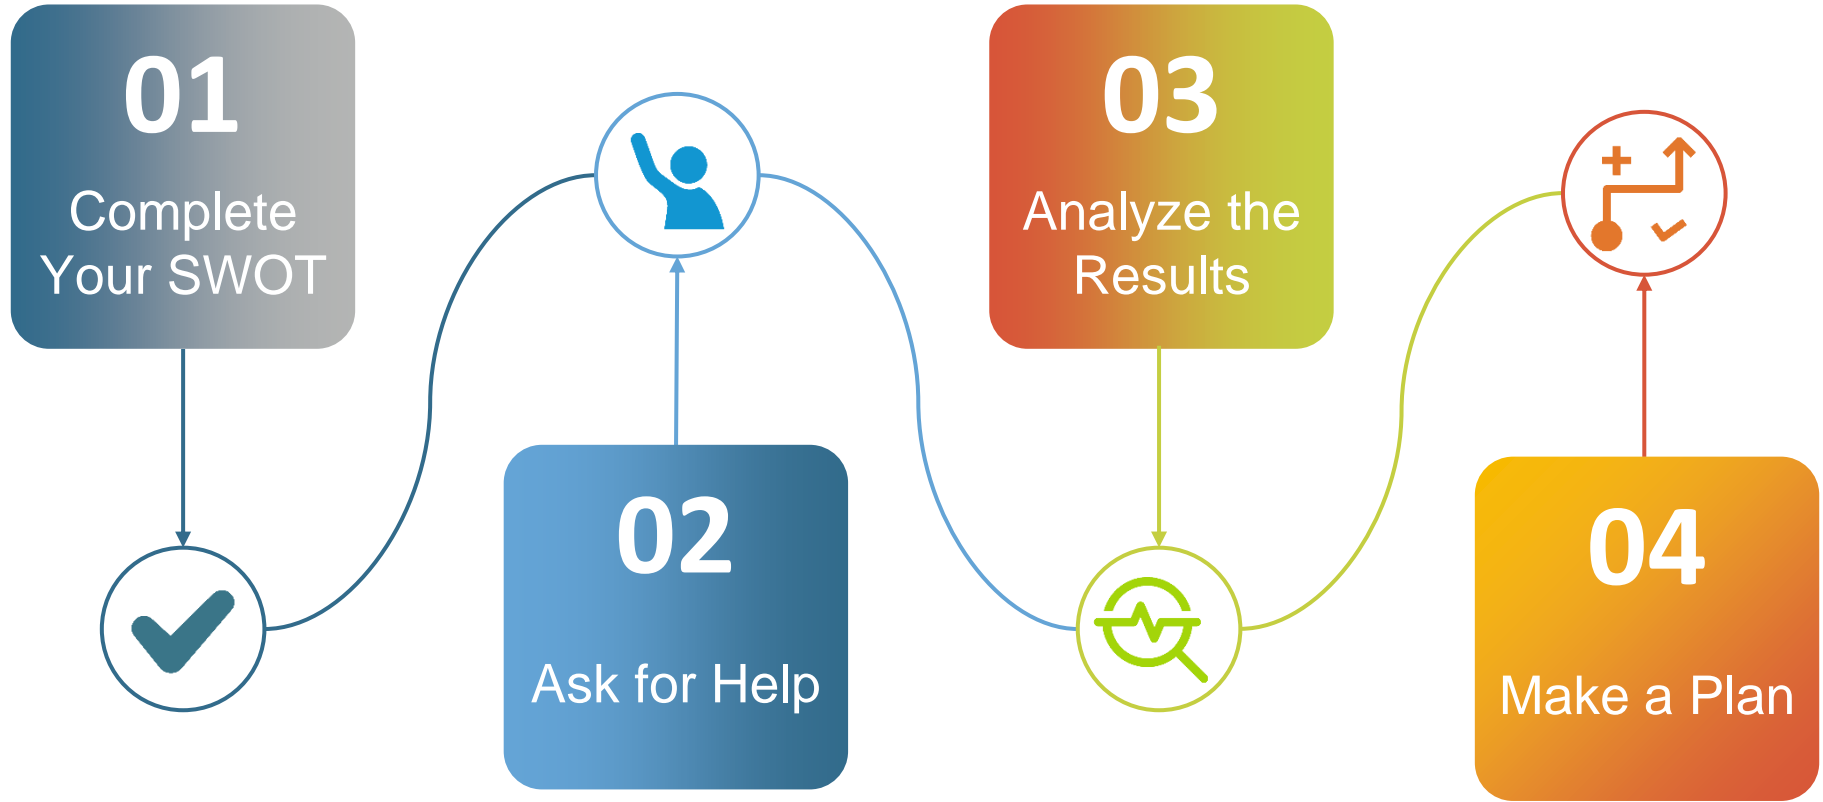 01
Complete
Your SWOT
02
Ask for Help
03
Analyze the
Results
04
Make a Plan